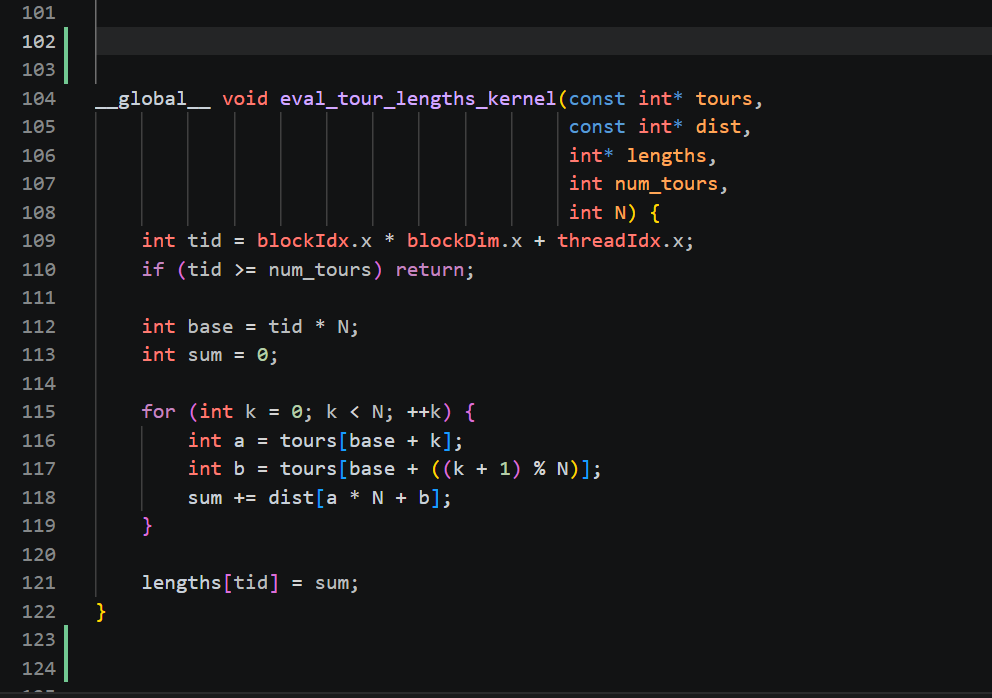 101
102
103
104 __global__ void eval_tour_lengths_kernel(const int* tours,
105 const int* dist,
106 int* lengths,
107 int num_tours,
108 int N) {
109 int tid = blockIdx.x * blockDim.x + threadIdx.x;
110 if (tid >= num_tours) return;
111
112 int base = tid * N;
113 int sum = 0;
114
115 for (int k = 0; k < N; ++k) {
116 int a = tours[base + k];
117 int b = tours[base + ((k + 1) % N)];
118 sum += dist[a * N + b];
119 }
120
121 lengths[tid] = sum;
122 }
123
124